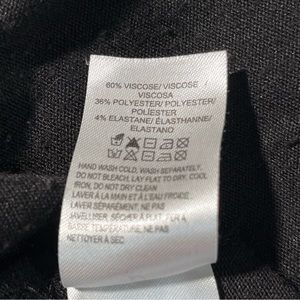 60% VISCOSE/ VISCOSE /
VISCOSA
36% POLYESTER/ POLYESTER/
POLIESTER
4% ELASTANE/ ÉLASTHANNE/
ELASTANO
HAND WASH COLD, WASH SEPARATELY,
DO NOT BLEACH, LAY FLAT TO DRY, COOL
IRON, DO NOT DRY CLEAN
LAVER À LA MAIN ET À L'EAU FROIDE,
LAVER SÉPARÉMENT, NE PAS
JAVELLISER, SÉCHER À PLAT, FER À
BASSE TEMPÉRATURE, NE PAS
NETTOYER À SEC